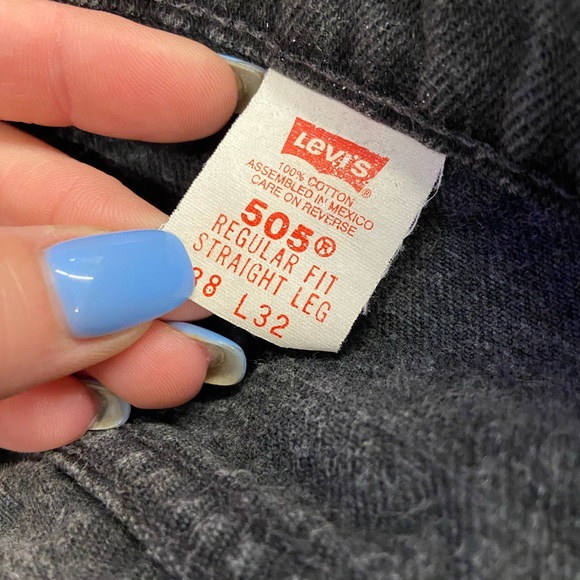 Levi's®
100% COTTON
ASSEMBLED IN MEXICO
CARE ON REVERSE
505®
REGULAR FIT
STRAIGHT LEG
38 L32